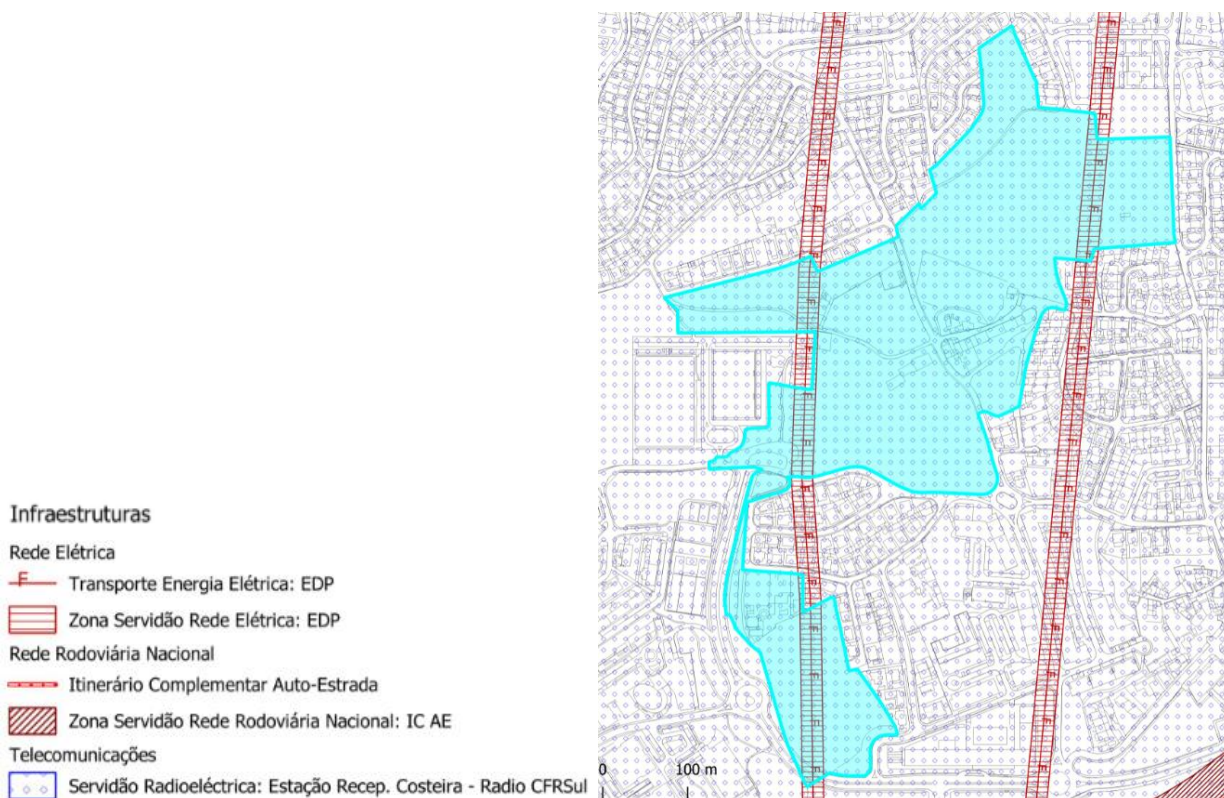 Infraestruturas
Rede Elétrica
Transporte Energia Elétrica: EDP
Zona Servidão Rede Elétrica: EDP
Rede Rodoviária Nacional
Itinerário Complementar Auto-Estrada
Zona Servidão Rede Rodoviária Nacional: IC AE
Telecomunicações
Servidão Radioeléctrica: Estação Recep. Costeira - Radio CFRSul
0 100 m